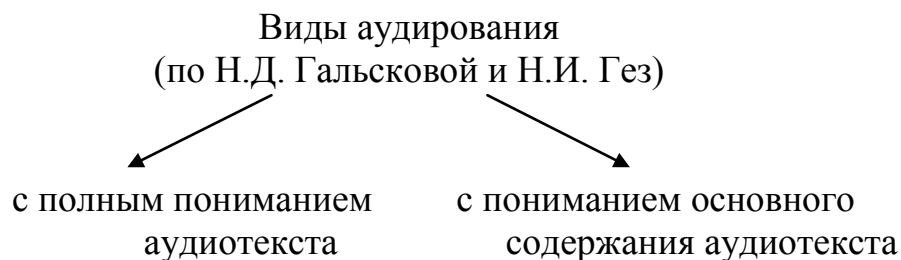 Виды аудирования
(по Н.Д. Гальсковой и Н.И. Гез)
с полным пониманием
аудиотекста
с пониманием основного
содержания аудиотекста